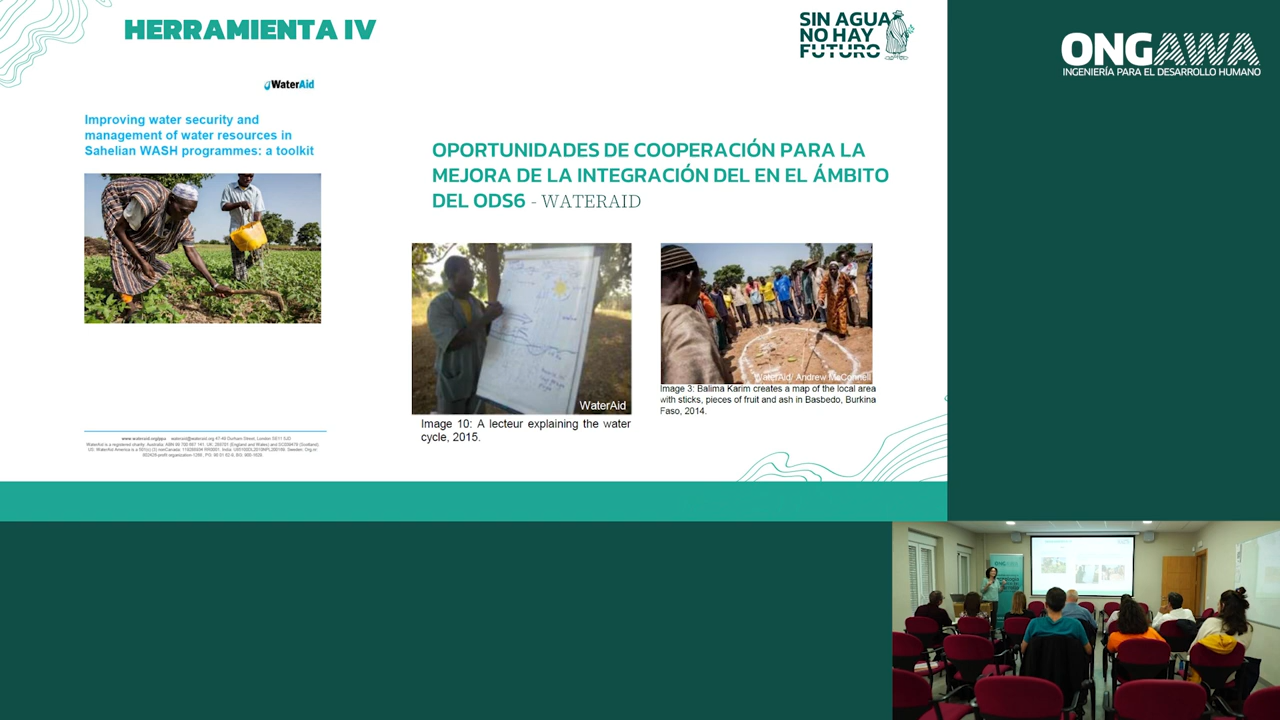 HERRAMIENTA IV
SIN AGUA
NO HAY
FUTURO
ONGAWA
INGENIERÍA PARA EL DESARROLLO HUMANO
WaterAid
Improving water security and
management of water resources in
Sahelian WASH programmes: a toolkit
OPORTUNIDADES DE COOPERACIÓN PARA LA
MEJORA DE LA INTEGRACIÓN DEL EN EL ÁMBITO
DEL ODS6 - WATERAID
WaterAid
Image 10: A lecteur explaining the water
cycle, 2015.
WaterAid/ Andrew McConnell
Image 3: Balima Karim creates a map of the local area
with sticks, pieces of fruit and ash in Basbedo, Burkina
Faso, 2014.